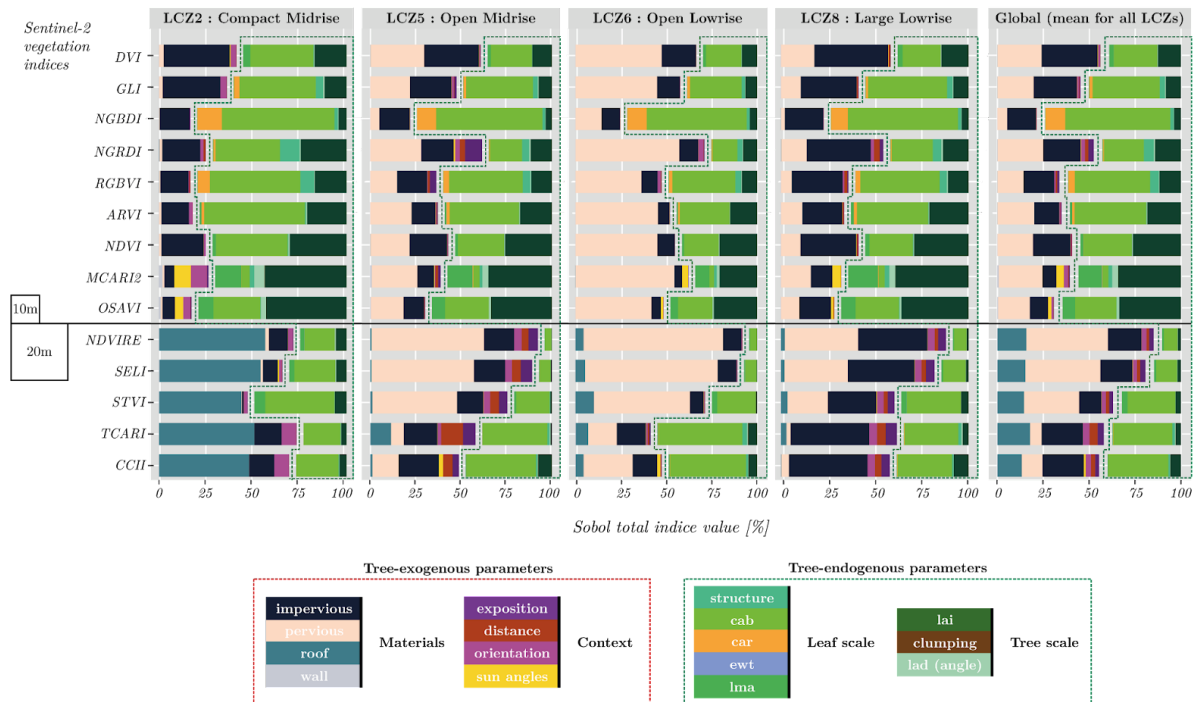 Sentinel-2
vegetation
indices
LCZ2 : Compact Midrise
LCZ5 : Open Midrise
LCZ6 : Open Lowrise
LCZ8 : Large Lowrise
Global (mean for all LCZs)
DVI
GLI
NGBDI
NGRDI
RGBVI
ARVI
NDVI
MCARI2
OSAVI
10m
20m
NDVIRE
SELI
STVI
TCARI
CCII
0 25 50 75 100
0 25 50 75 100
0 25 50 75 100
0 25 50 75 100
0 25 50 75 100
Sobol total indice value [%]
Tree-exogenous parameters
impervious
pervious
roof
wall
Materials
exposition
distance
orientation
sun angles
Context
Tree-endogenous parameters
structure
cab
car
ewt
lma
Leaf scale
lai
clumping
lad (angle)
Tree scale